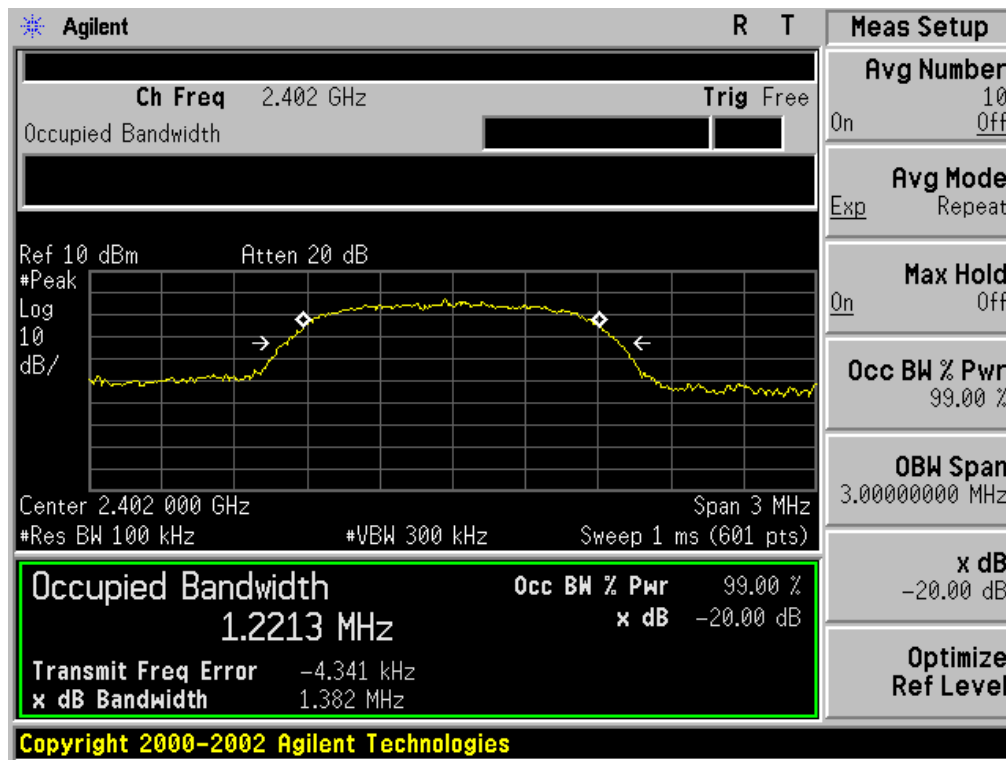 Agilent R T
Meas Setup
Ch Freq 2.402 GHz Trig Free
Occupied Bandwidth
Ref 10 dBm Atten 20 dB
#Peak
Log
10
dB/
Center 2.402 000 GHz Span 3 MHz
#Res BW 100 kHz #VBW 300 kHz Sweep 1 ms (601 pts)
Occupied Bandwidth
1.2213 MHz
Occ BW % Pwr 99.00 %
x dB -20.00 dB
Transmit Freq Error -4.341 kHz
x dB Bandwidth 1.382 MHz
Avg Number
10
On Off
Avg Mode
Exp Repeat
Max Hold
On Off
Occ BW % Pwr
99.00 %
OBW Span
3.00000000 MHz
x dB
-20.00 dB
Optimize
Ref Level
Copyright 2000-2002 Agilent Technologies